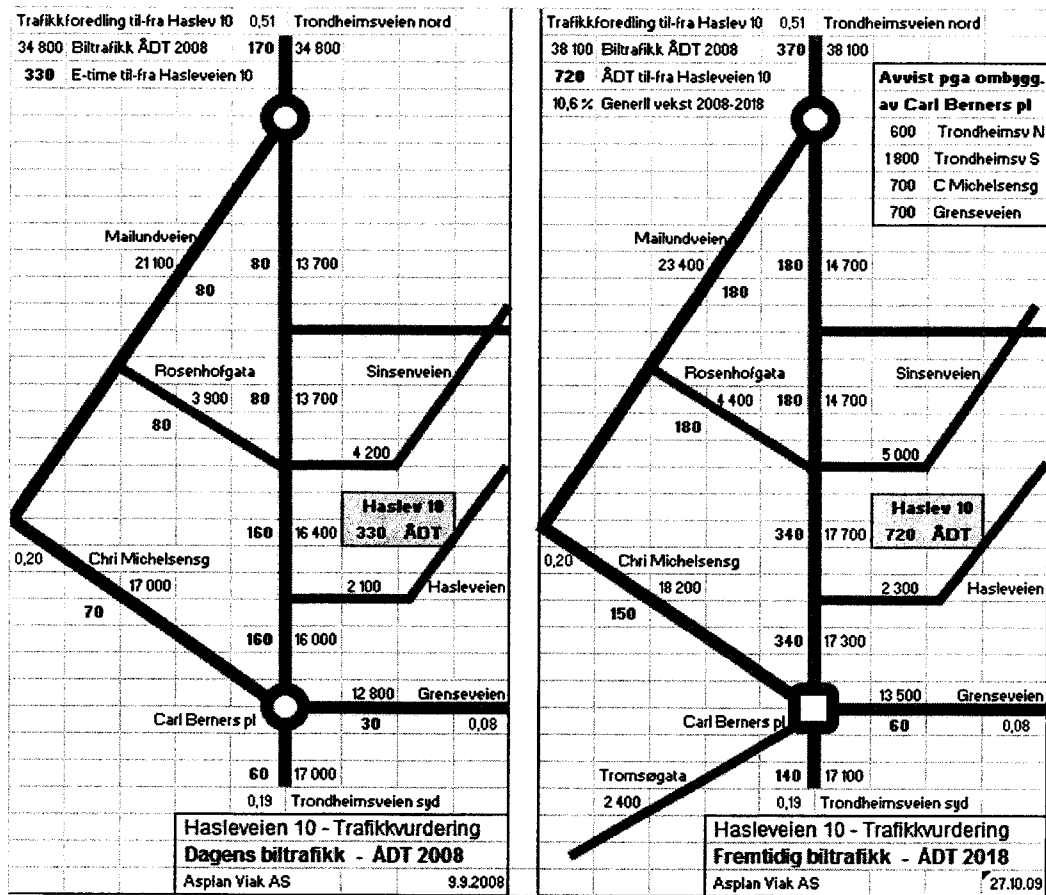 Trafikkforedling til-fra Haslev 10 0,51 Trondheimsveien nord
34 800 Biltrafikk ÅDT 2008 170 34 800
330 E-time til-fra Hasleveien 10
Mailundveien
21 100 80 13 700
80
Rosenhofgata Sinsenveien
3 900 80 13 700
80
4 200
Haslev 10
160 16 400 330 ÅDT
0,20 Chri Michelsensg
17 000 2 100 Hasleveien
70
160 16 000
12 800 Grenseveien
Carl Berners pl 30 0,08
60 17 000
0,19 Trondheimsveien syd
Hasleveien 10 - Trafikkvurdering
Dagens biltrafikk - ÅDT 2008
Asplan Viak AS 9.9.2008
Trafikkforedling til-fra Haslev 10 0,51 Trondheimsveien nord
38 100 Biltrafikk ÅDT 2008 370 38 100
720 ÅDT til-fra Hasleveien 10
10,6 % Generll vekst 2008-2018
Avvist pga ombygg.
av Carl Berners pl
600 Trondheimsv N
1800 Trondheimsv S
700 C Michelsensg
700 Grenseveien
Mailundveien
23 400 180 14 700
180
Rosenhofgata Sinsenveien
4 400 180 14 700
180
5 000
Haslev 10
340 17 700 720 ÅDT
0,20 Chri Michelsensg
18 200 2 300 Hasleveien
150
340 17 300
13 500 Grenseveien
Carl Berners pl 60 0,08
Tromsøgata 140 17 100
2 400
0,19 Trondheimsveien syd
Hasleveien 10 - Trafikkvurdering
Fremtidig biltrafikk - ÅDT 2018
Asplan Viak AS 27.10.09